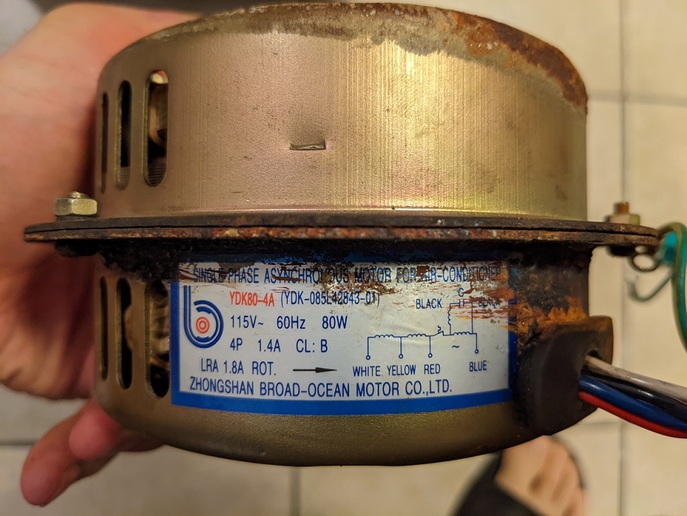 SINGLE PHASE ASYNCHRONOUS MOTOR FOR AIR-CONDITIONER
YDK80-4A (YDK-085L42843-01)
115V~ 60Hz 80W
4P 1.4A CL: B
LRA 1.8A ROT.
BLACK
C
~
WHITE YELLOW RED BLUE
ZHONGSHAN BROAD-OCEAN MOTOR CO.,LTD.